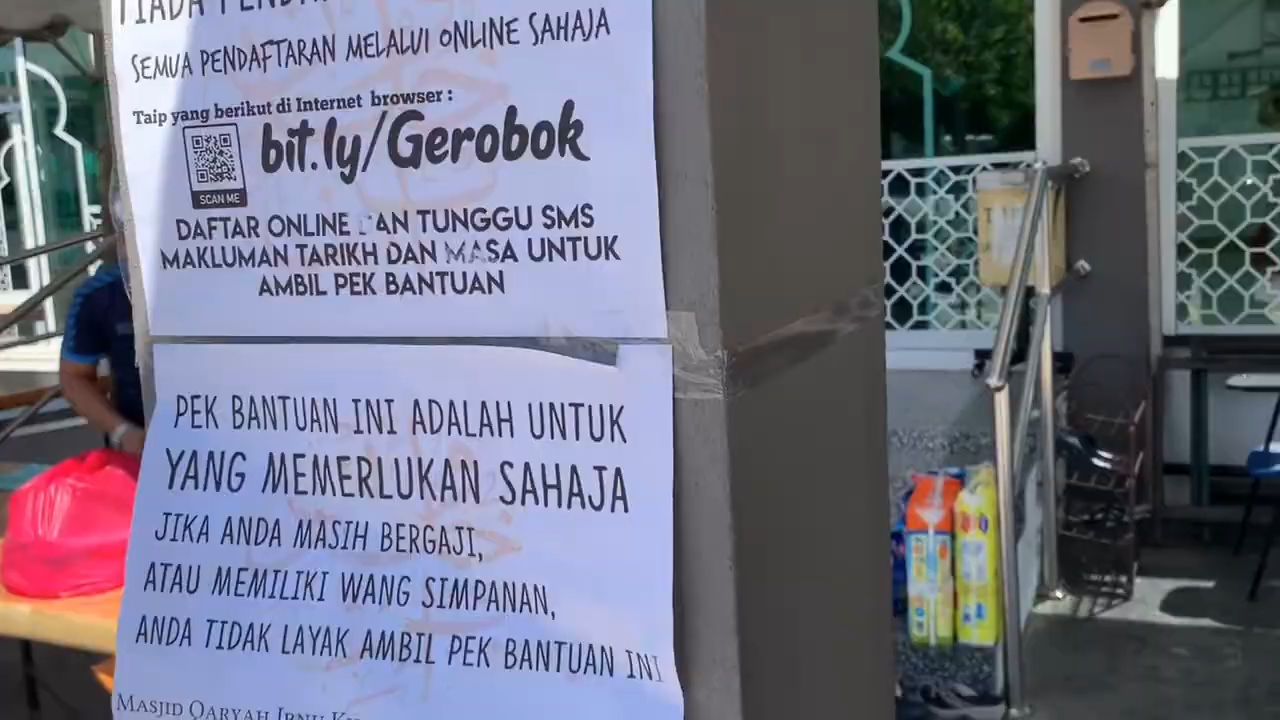 TIADA
SEMUA PENDAFTARAN MELALUI ONLINE SAHAJA
Taip yang berikut di Internet browser :
bit.ly/Gerobok
SCAN ME
DAFTAR ONLINE DAN TUNGGU SMS
MAKLUMAN TARIKH DAN MASA UNTUK
AMBIL PEK BANTUAN
PEK BANTUAN INI ADALAH UNTUK
YANG MEMERLUKAN SAHAJA
JIKA ANDA MASIH BERGAJI,
ATAU MEMILIKI WANG SIMPANAN,
ANDA TIDAK LAYAK AMBIL PEK BANTUAN INI
MASJID QARYAH IBNU